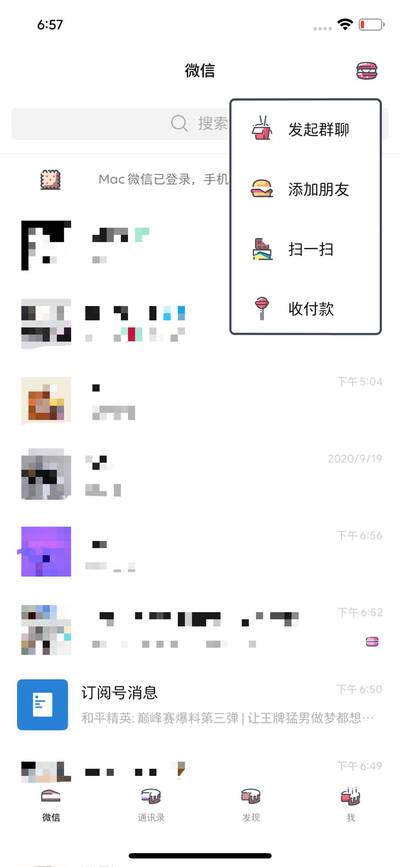 6:57
微信
搜索
发起群聊
添加朋友
扫一扫
收付款
Mac 微信已登录，手机
下午5:04
2020/9/19
下午6:56
下午6:52
订阅号消息
下午6:50
和平精英: 巅峰赛爆料第三弹 | 让王牌猛男做梦都想…
下午6:49
微信
通讯录
发现
我